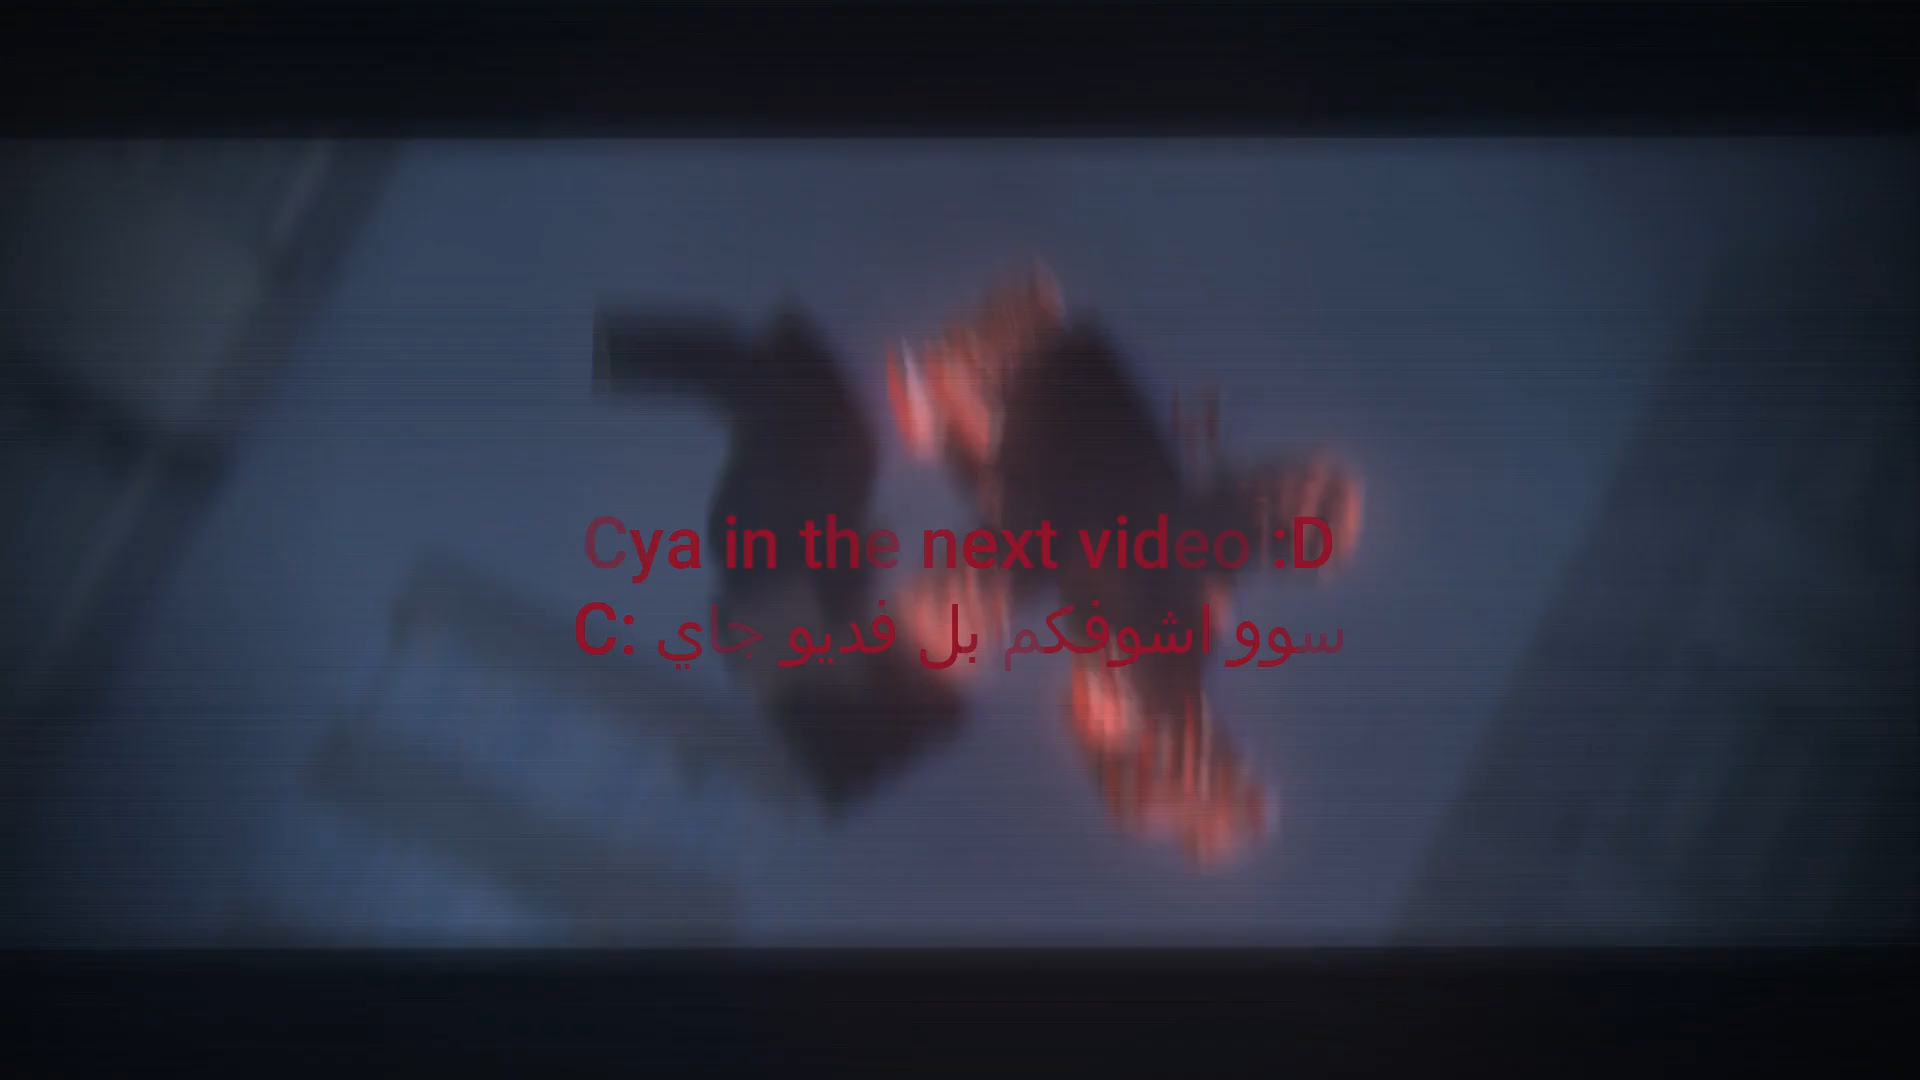 Cya in the next video :D
سوو اشوفكم بل فديو جاي :C